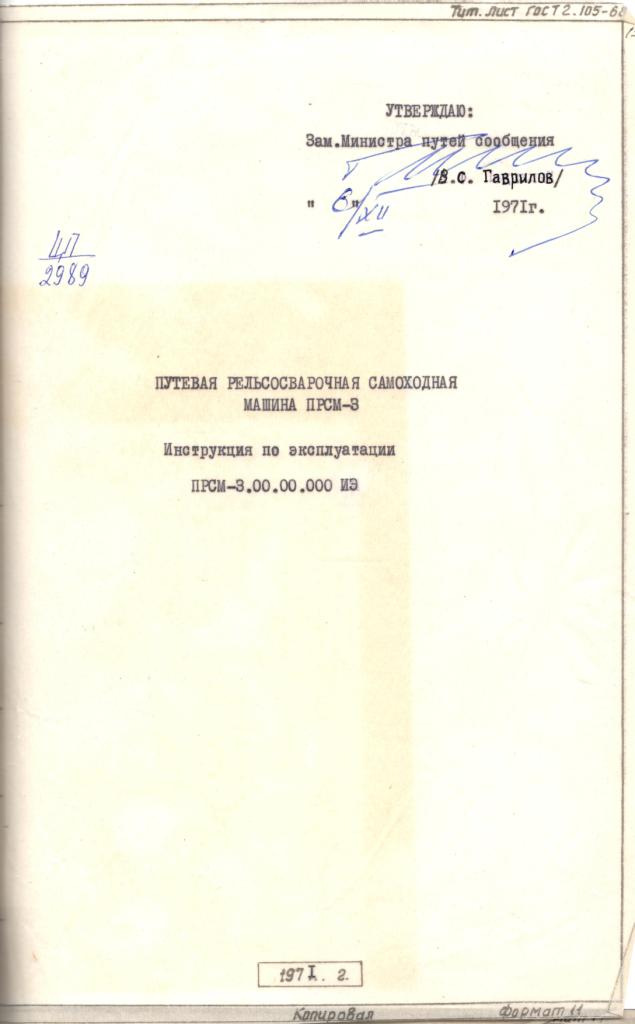 Тит. лист ГОСТ 2.105-68
УТВЕРЖДАЮ:
Зам.Министра путей сообщения
/В.С. Гаврилов/
" 6 " XII 1971г.
ЦП
2989
ПУТЕВАЯ РЕЛЬСОСВАРОЧНАЯ САМОХОДНАЯ
МАШИНА ПРСМ-3
Инструкция по эксплуатации
ПРСМ-3.00.00.000 ИЭ
1971. г.
Копировал Формат 11